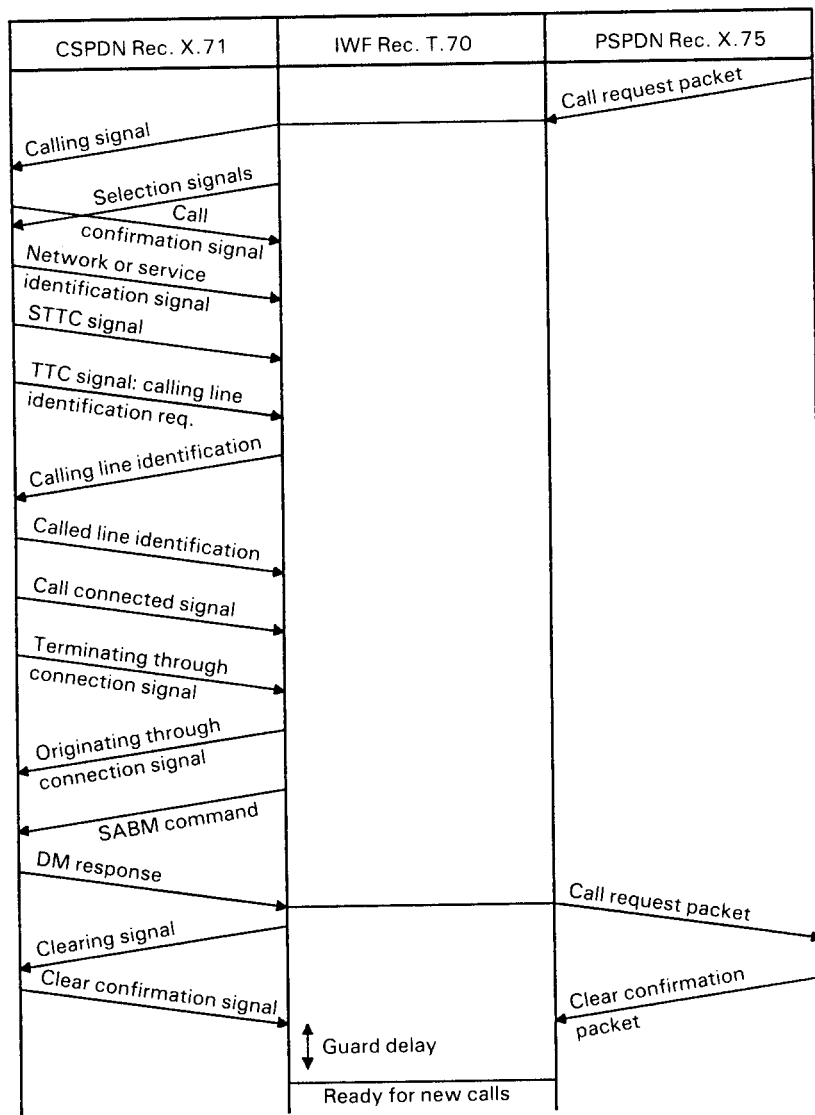 CSPDN Rec. X.71
IWF Rec. T.70
PSPDN Rec. X.75
Call request packet
Calling signal
Selection signals
Call
confirmation signal
Network or service
identification signal
STTC signal
TTC signal: calling line
identification req.
Calling line identification
Called line identification
Call connected signal
Terminating through
connection signal
Originating through
connection signal
SABM command
DM response
Call request packet
Clearing signal
Clear confirmation signal
Clear confirmation
packet
Guard delay
Ready for new calls